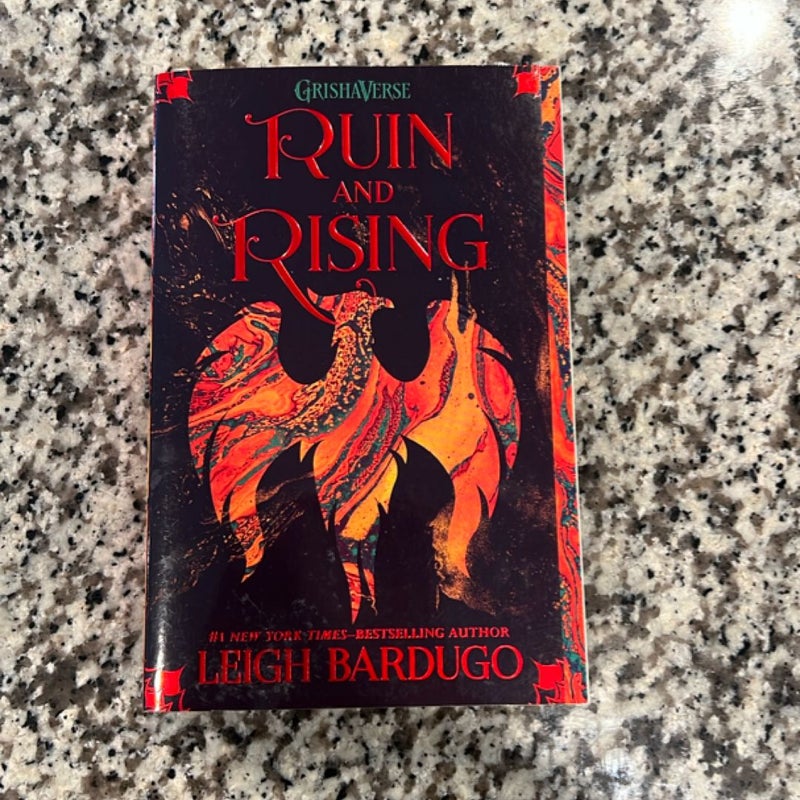 GRISHAVERSE
RUIN
AND
RISING
#1 NEW YORK TIMES–BESTSELLING AUTHOR
LEIGH BARDUGO